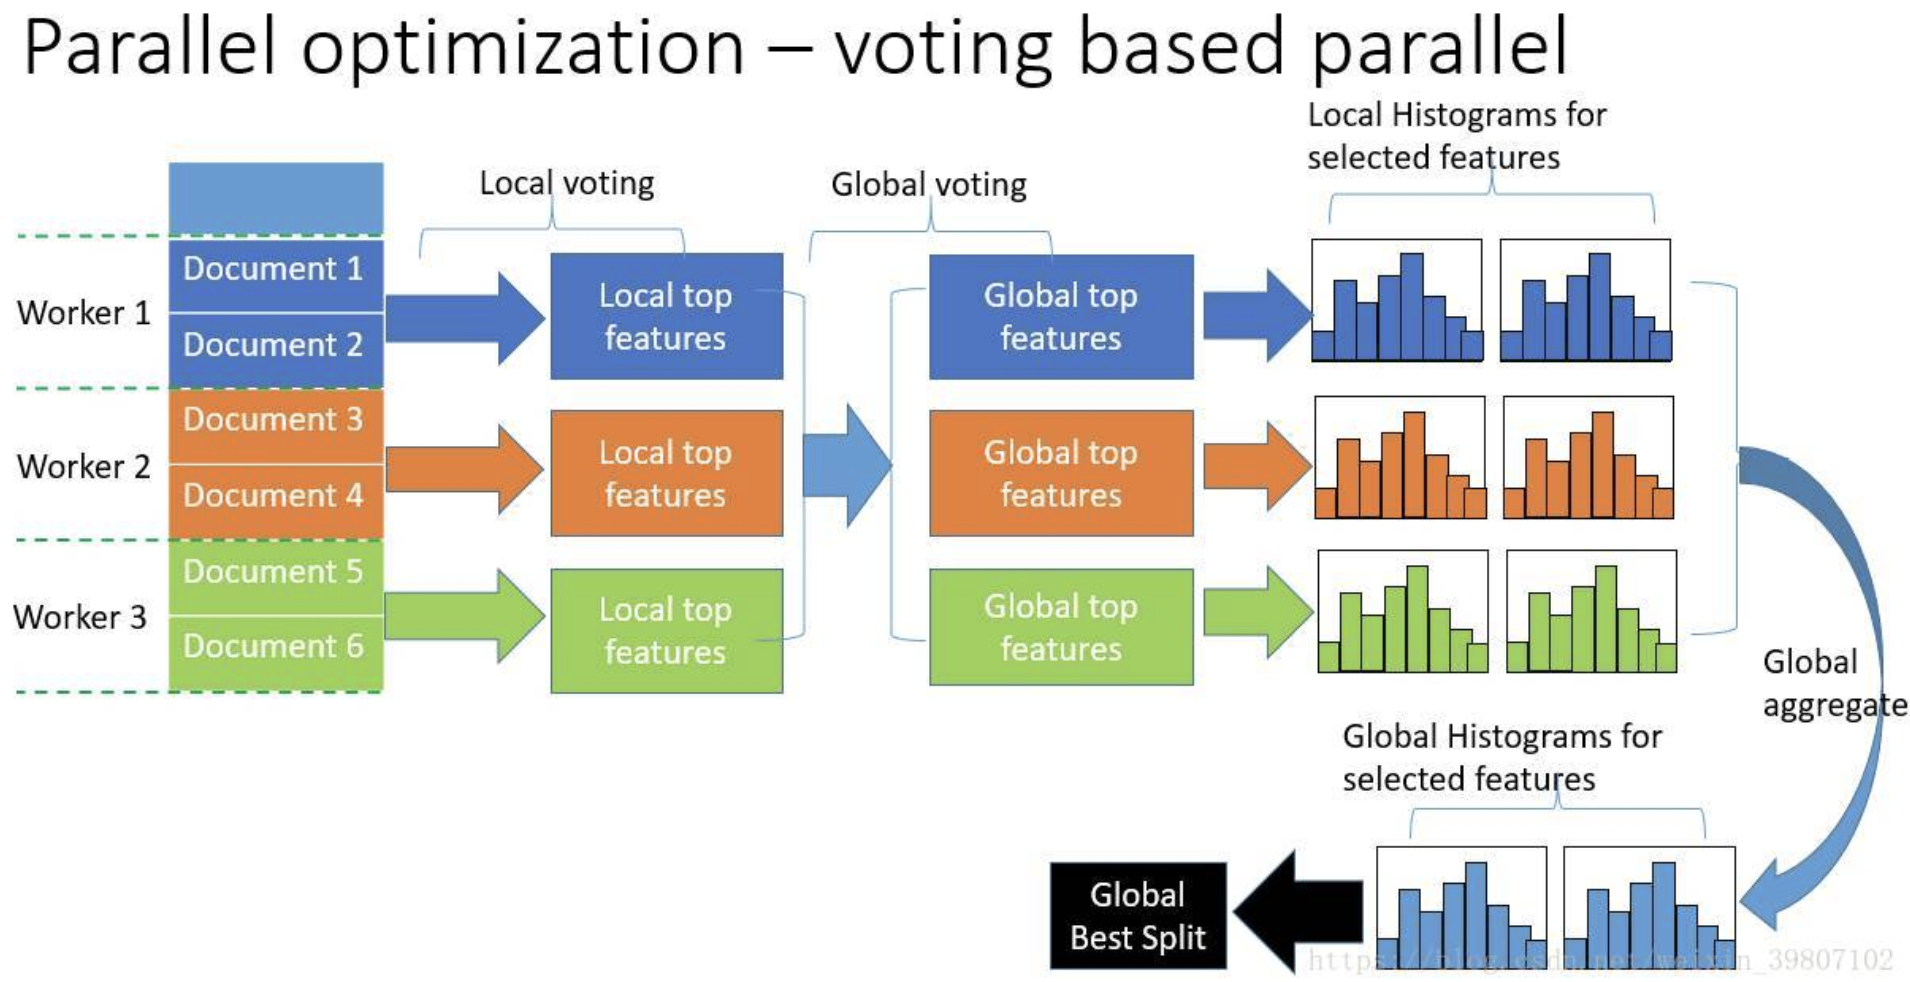 Parallel optimization – voting based parallel
Local Histograms for
selected features
Local voting
Global voting
Worker 1
Document 1
Document 2
Local top
features
Global top
features
Worker 2
Document 3
Document 4
Local top
features
Global top
features
Worker 3
Document 5
Document 6
Local top
features
Global top
features
Global
aggregate
Global Histograms for
selected features
Global
Best Split
https://blog.csdn.net/weixin_39807102